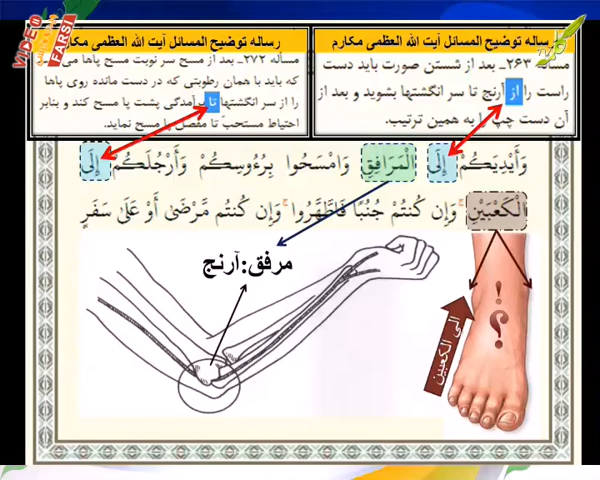 VIDEO FARSI
رساله توضیح المسائل آیت الله العظمی مکارم
مسأله ۲۶۳ـ بعد از شستن صورت باید دست
راست را از آرنج تا سر انگشتها بشوید و بعد از
آن دست چپ را به همین ترتیب.
رساله توضیح المسائل آیت الله العظمی مکارم
مسأله ۲۷۲ـ بعد از مسح سر نوبت مسح پاها می
که باید با همان رطوبتی که در دست مانده روی پاها
را از سر انگشتها تا برآمدگی پشت پا مسح کند و بنابر
احتیاط مستحبّ تا مفصل پا مسح نماید.
وَأَيْدِيَكُمْ إِلَى الْمَرَافِقِ وَامْسَحُوا بِرُءُوسِكُمْ وَأَرْجُلَكُمْ إِلَى
الْكَعْبَيْنِ وَإِن كُنتُمْ جُنُبًا فَاطَّهَّرُوا وَإِن كُنتُم مَّرْضَىٰ أَوْ عَلَىٰ سَفَرٍ
مرفق:آرنج
الی الکعبین
!
؟